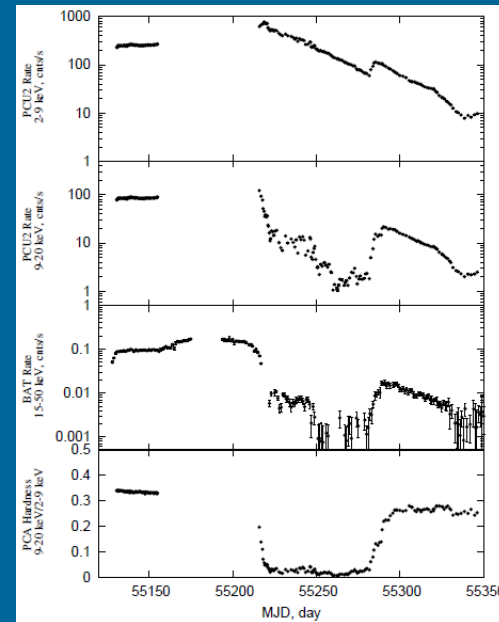 1000
100
10
1
PCU2 Rate
2-9 keV, cnts/s
100
10
1
PCU2 Rate
9-20 keV, cnts/s
0.1
0.01
0.001
BAT Rate
15-50 keV, cnts/s
0.5
0.4
0.3
0.2
0.1
0
PCA Hardness
9-20 keV/2-9 keV
55150
55200
55250
55300
55350
MJD, day